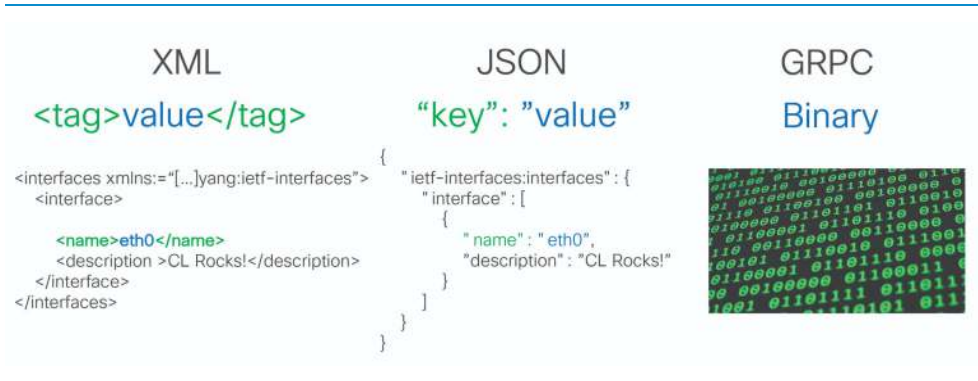 XML
<tag>value</tag>
<interfaces xmlns:="[...]yang:ietf-interfaces">
<interface>
<name>eth0</name>
<description >CL Rocks!</description>
</interface>
</interfaces>
JSON
"key": "value"
{
"ietf-interfaces:interfaces" : {
"interface" : [
{
"name" : "eth0",
"description" : "CL Rocks!"
}
]
}
}
GRPC
Binary